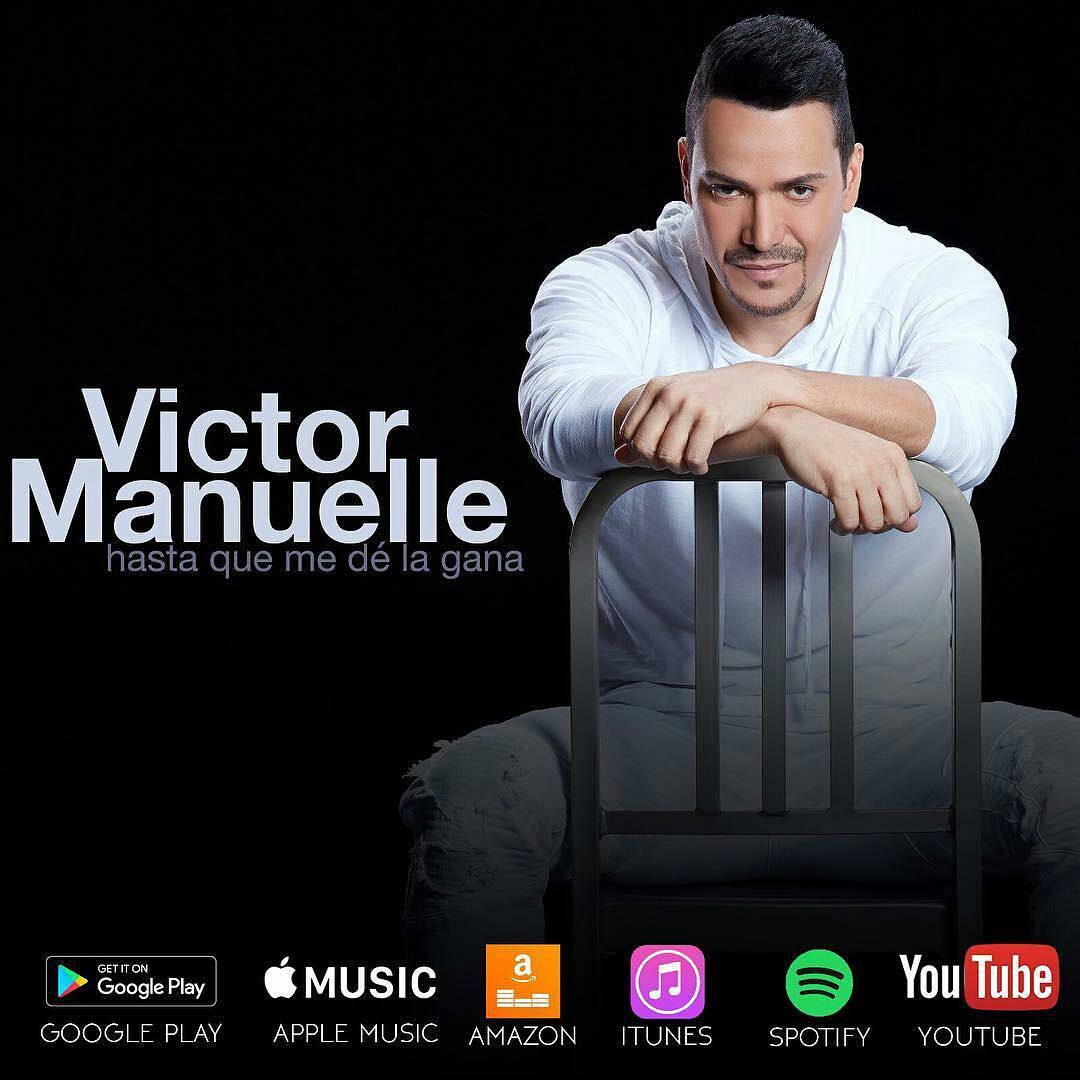 Victor
Manuelle
hasta que me dé la gana
GET IT ON
Google Play
MUSIC
a
YouTube
GOOGLE PLAY
APPLE MUSIC
AMAZON
ITUNES
SPOTIFY
YOUTUBE